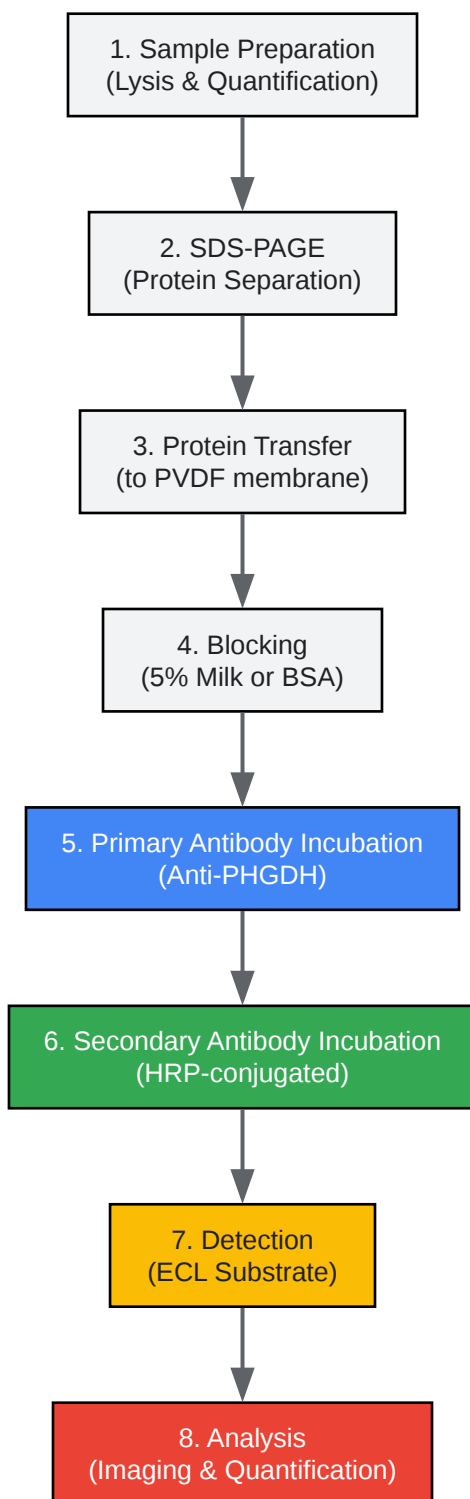 1. Sample Preparation
(Lysis & Quantification)
2. SDS-PAGE
(Protein Separation)
3. Protein Transfer
(to PVDF membrane)
4. Blocking
(5% Milk or BSA)
5. Primary Antibody Incubation
(Anti-PHGDH)
6. Secondary Antibody Incubation
(HRP-conjugated)
7. Detection
(ECL Substrate)
8. Analysis
(Imaging & Quantification)